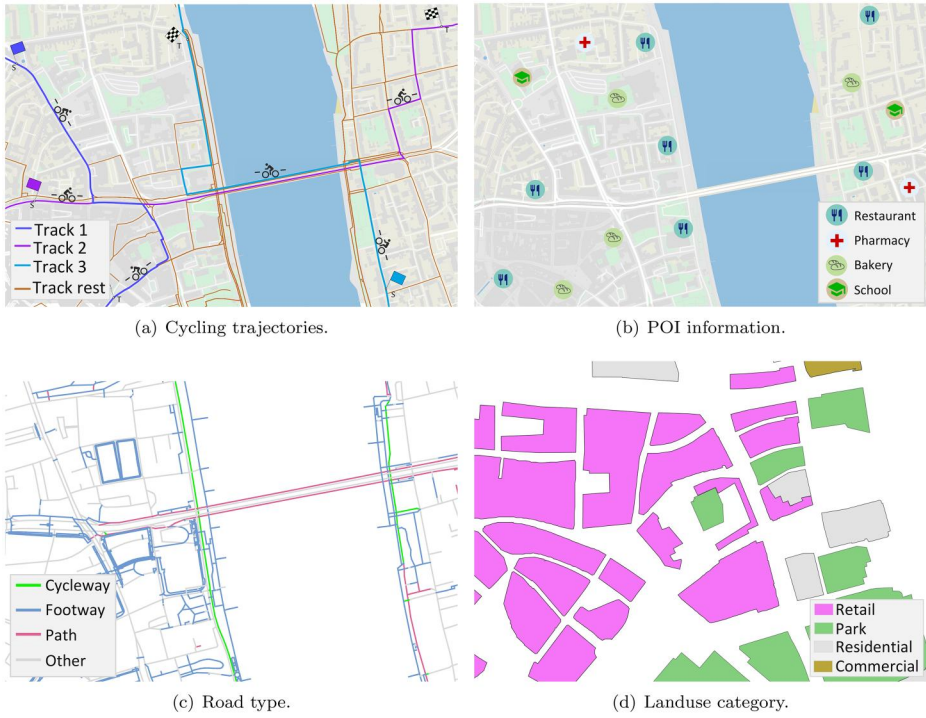 T
T
S
S
S
T
Track 1
Track 2
Track 3
Track rest
(a) Cycling trajectories.
Restaurant
Pharmacy
Bakery
School
(b) POI information.
Cycleway
Footway
Path
Other
(c) Road type.
Retail
Park
Residential
Commercial
(d) Landuse category.